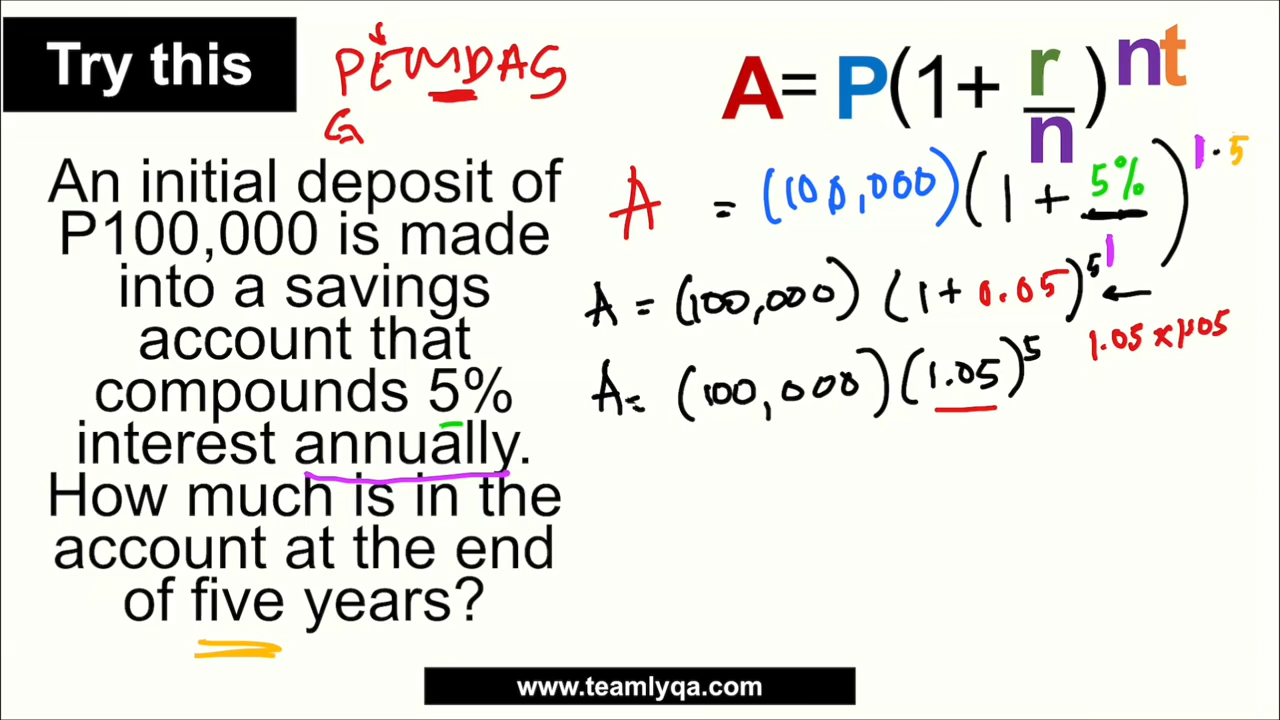 Try this
PEMDAS
G
An initial deposit of
P100,000 is made
into a savings
account that
compounds 5%
interest annually.
How much is in the
account at the end
of five years?
A= P(1+ r/n)^nt
A = (100,000)(1 + 5%/1)^1·5
A = (100,000) (1+0.05)^5 ←
1.05 x 1.05
A= (100,000)(1.05)^5
www.teamlyqa.com